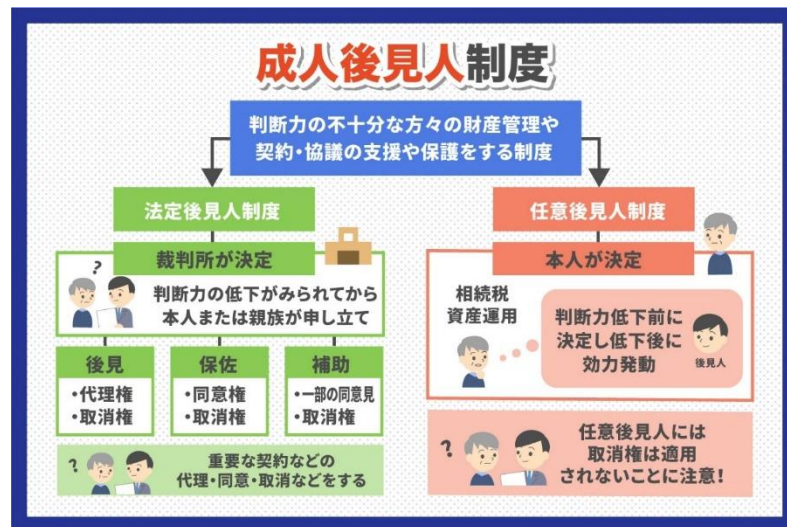 成人後見人制度
判断力の不十分な方々の財産管理や
契約・協議の支援や保護をする制度
法定後見人制度
裁判所が決定
?
判断力の低下がみられてから
本人または親族が申し立て
後見
・代理権
・取消権
保佐
・同意権
・取消権
補助
・一部の同意見
・取消権
?
重要な契約などの
代理・同意・取消などをする
任意後見人制度
本人が決定
相続税
資産運用
判断力低下前に
決定し低下後に
効力発動
後見人
?
任意後見人には
取消権は適用
されないことに注意!